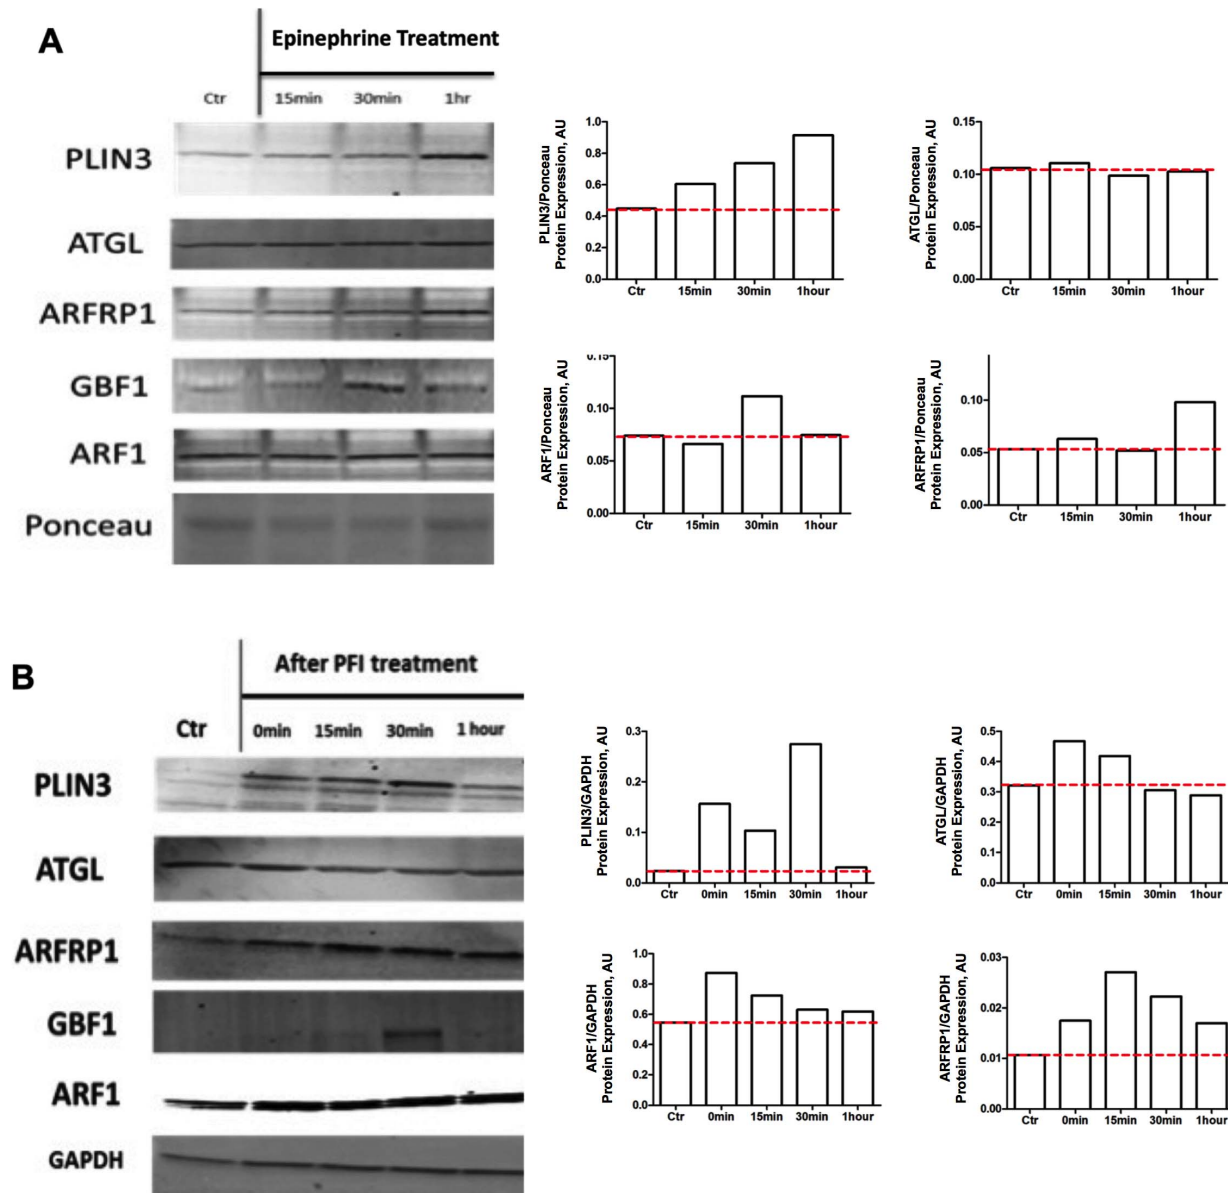 A
Epinephrine Treatment
Ctr 15min 30min 1hr
PLIN3
ATGL
ARFRP1
GBF1
ARF1
Ponceau
PLIN3/Ponceau
Protein Expression, AU
1.0
0.8
0.6
0.4
0.2
0.0
Ctr 15min 30min 1hour
ATGL/Ponceau
Protein Expression, AU
0.15
0.10
0.05
0.00
Ctr 15min 30min 1hour
ARF1/Ponceau
Protein Expression, AU
0.15
0.10
0.05
0.00
Ctr 15min 30min 1hour
ARFRP1/Ponceau
Protein Expression, AU
0.10
0.05
0.00
Ctr 15min 30min 1hour
B
After PFI treatment
Ctr 0min 15min 30min 1 hour
PLIN3
ATGL
ARFRP1
GBF1
ARF1
GAPDH
PLIN3/GAPDH
Protein Expression, AU
0.3
0.2
0.1
0.0
Ctr 0min 15min 30min 1hour
ATGL/GAPDH
Protein Expression, AU
0.5
0.4
0.3
0.2
0.1
0.0
Ctr 0min 15min 30min 1hour
ARF1/GAPDH
Protein Expression, AU
1.0
0.8
0.6
0.4
0.2
0.0
Ctr 0min 15min 30min 1hour
ARFRP1/GAPDH
Protein Expression, AU
0.03
0.02
0.01
0.00
Ctr 0min 15min 30min 1hour